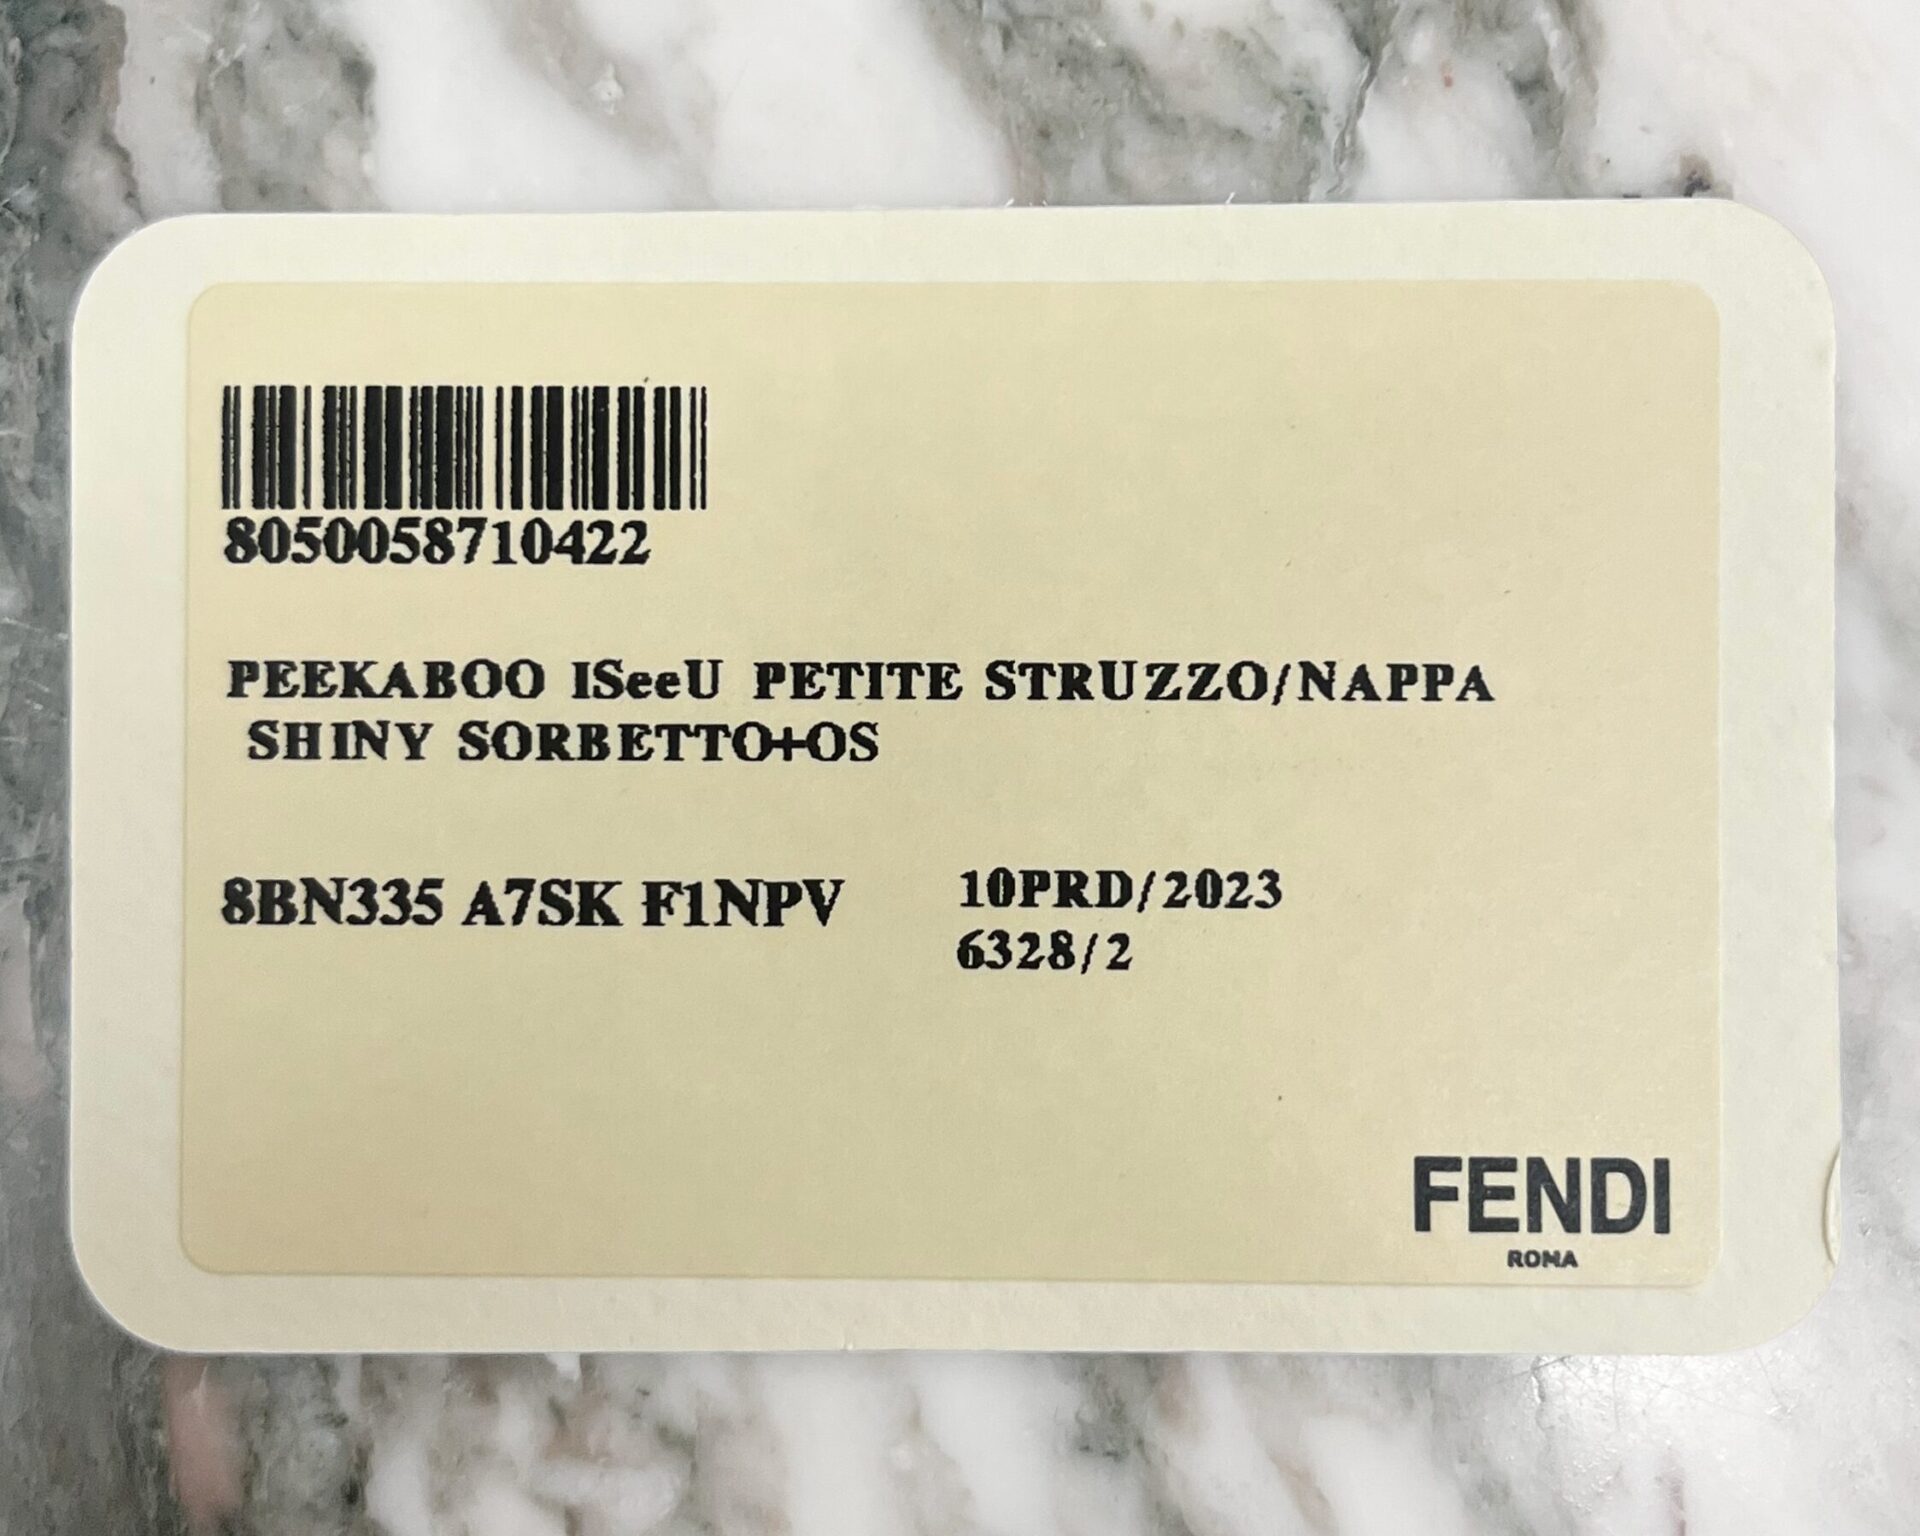 8050058710422
PEEKABOO ISeeU PETITE STRUZZO/NAPPA
SHINY SORBETTO+OS
8BN335 A7SK F1NPV
10PRD/2023
6328/2
FENDI
ROMA